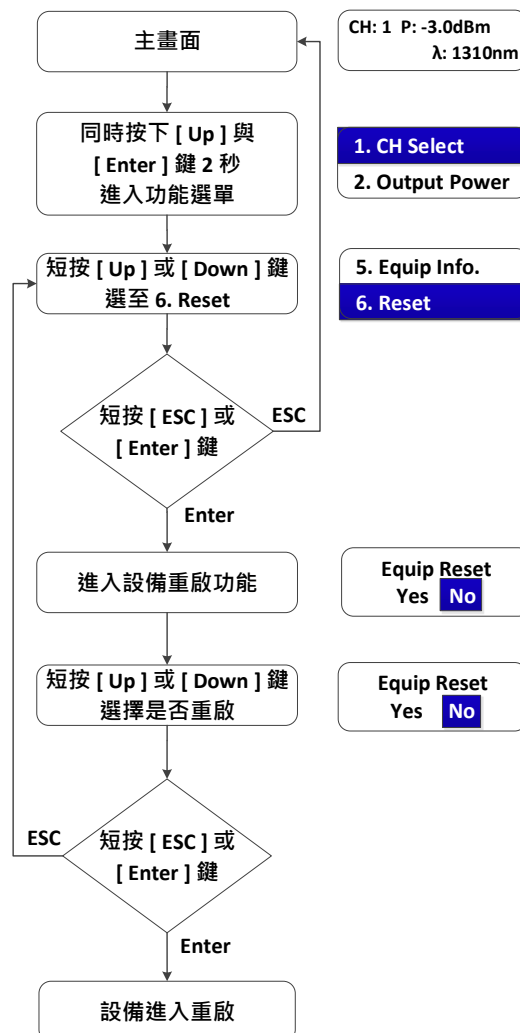 主畫面
CH: 1 P: -3.0dBm
λ: 1310nm
同時按下 [ Up ] 與
[ Enter ] 鍵 2 秒
進入功能選單
1. CH Select
2. Output Power
短按 [ Up ] 或 [ Down ] 鍵
選至 6. Reset
5. Equip Info.
6. Reset
短按 [ ESC ] 或
[ Enter ] 鍵
ESC
Enter
進入設備重啟功能
Equip Reset
Yes No
短按 [ Up ] 或 [ Down ] 鍵
選擇是否重啟
Equip Reset
Yes No
ESC
短按 [ ESC ] 或
[ Enter ] 鍵
Enter
設備進入重啟